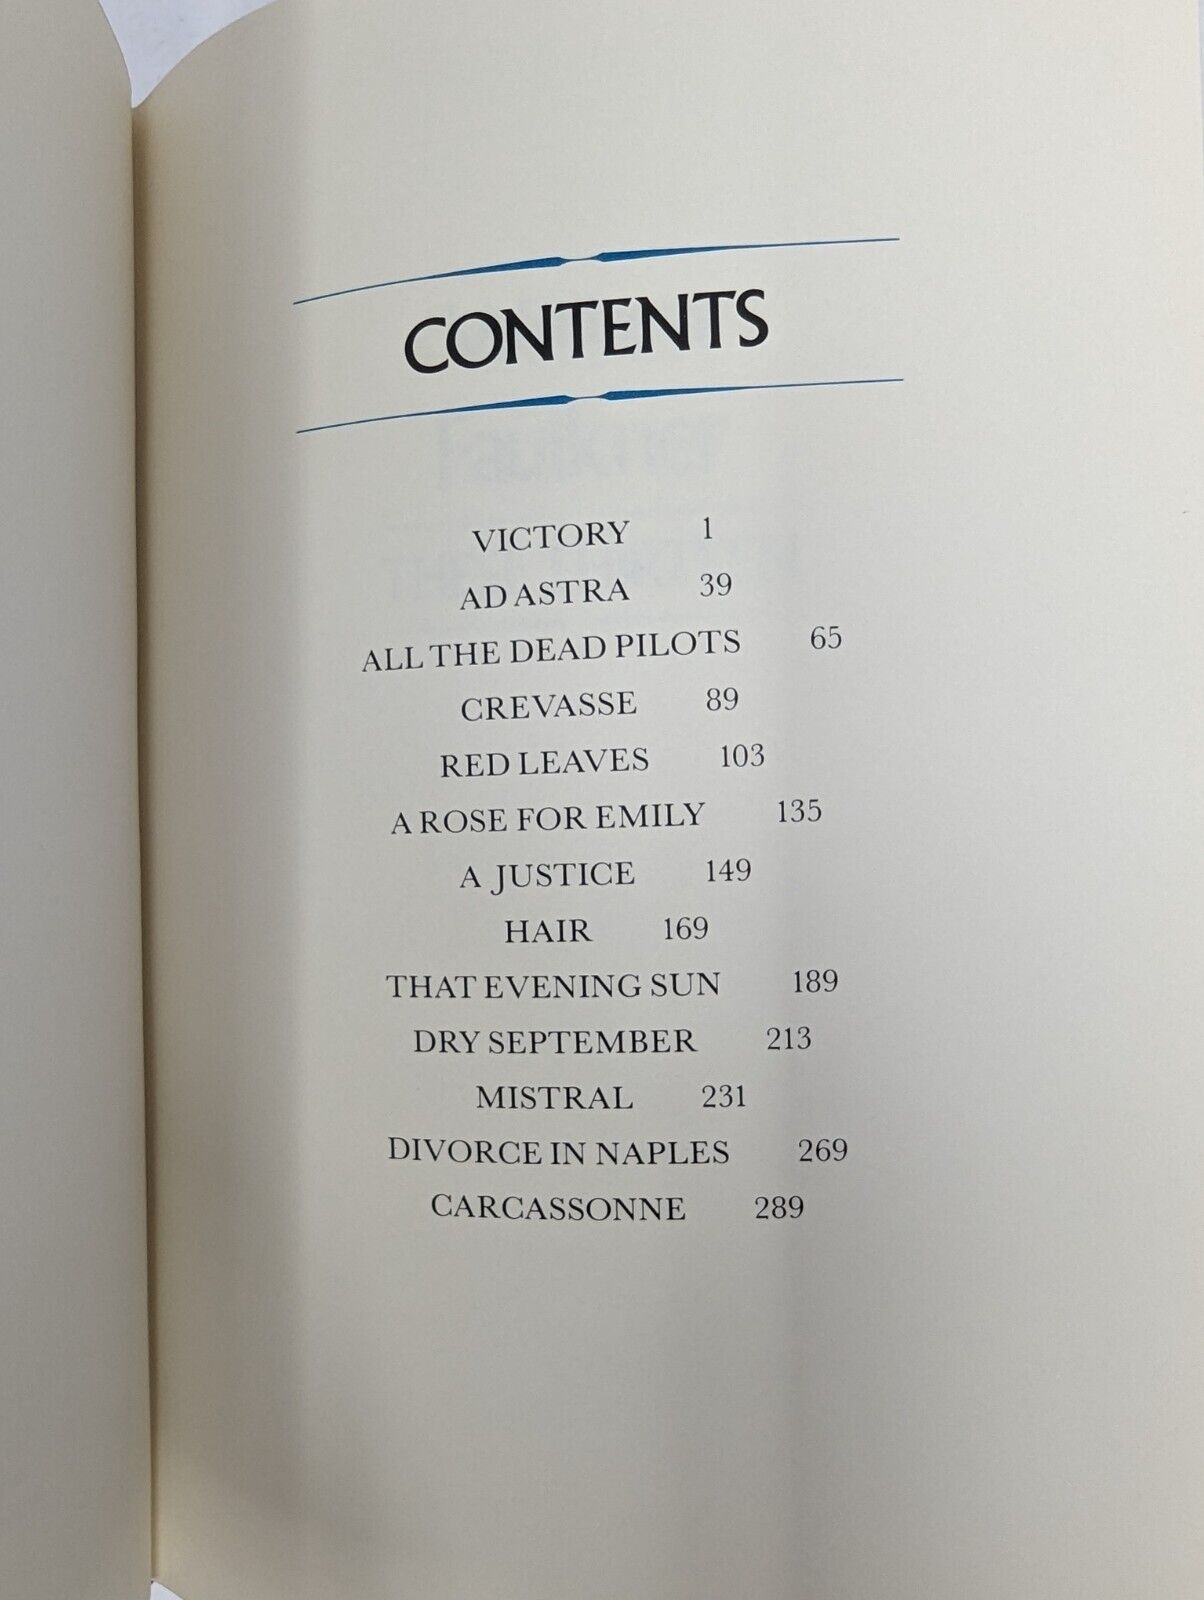 CONTENTS
VICTORY 1
AD ASTRA 39
ALL THE DEAD PILOTS 65
CREVASSE 89
RED LEAVES 103
A ROSE FOR EMILY 135
A JUSTICE 149
HAIR 169
THAT EVENING SUN 189
DRY SEPTEMBER 213
MISTRAL 231
DIVORCE IN NAPLES 269
CARCASSONNE 289